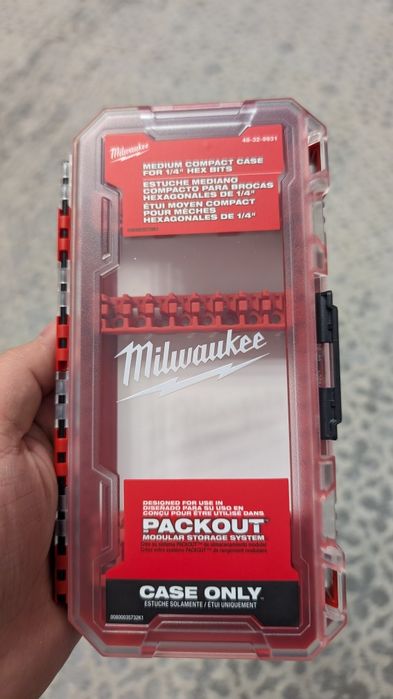 Milwaukee
48-32-9931
MEDIUM COMPACT CASE
FOR 1/4" HEX BITS
ESTUCHE MEDIANO
COMPACTO PARA BROCAS
HEXAGONALES DE 1/4"
ÉTUI MOYEN COMPACT
POUR MÈCHES
HEXAGONALES DE 1/4"
Milwaukee
DESIGNED FOR USE IN
DISEÑADO PARA SU USO EN
CONÇU POUR ÊTRE UTILISÉ DANS
PACKOUT™
MODULAR STORAGE SYSTEM
CASE ONLY.
ESTUCHE SOLAMENTE / ÉTUI UNIQUEMENT